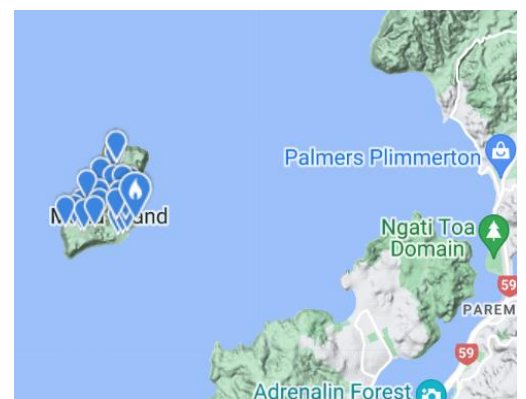 Palmers Plimmerton
Ngati Toa
Domain
59
PAREM
59
Adrenalin Forest